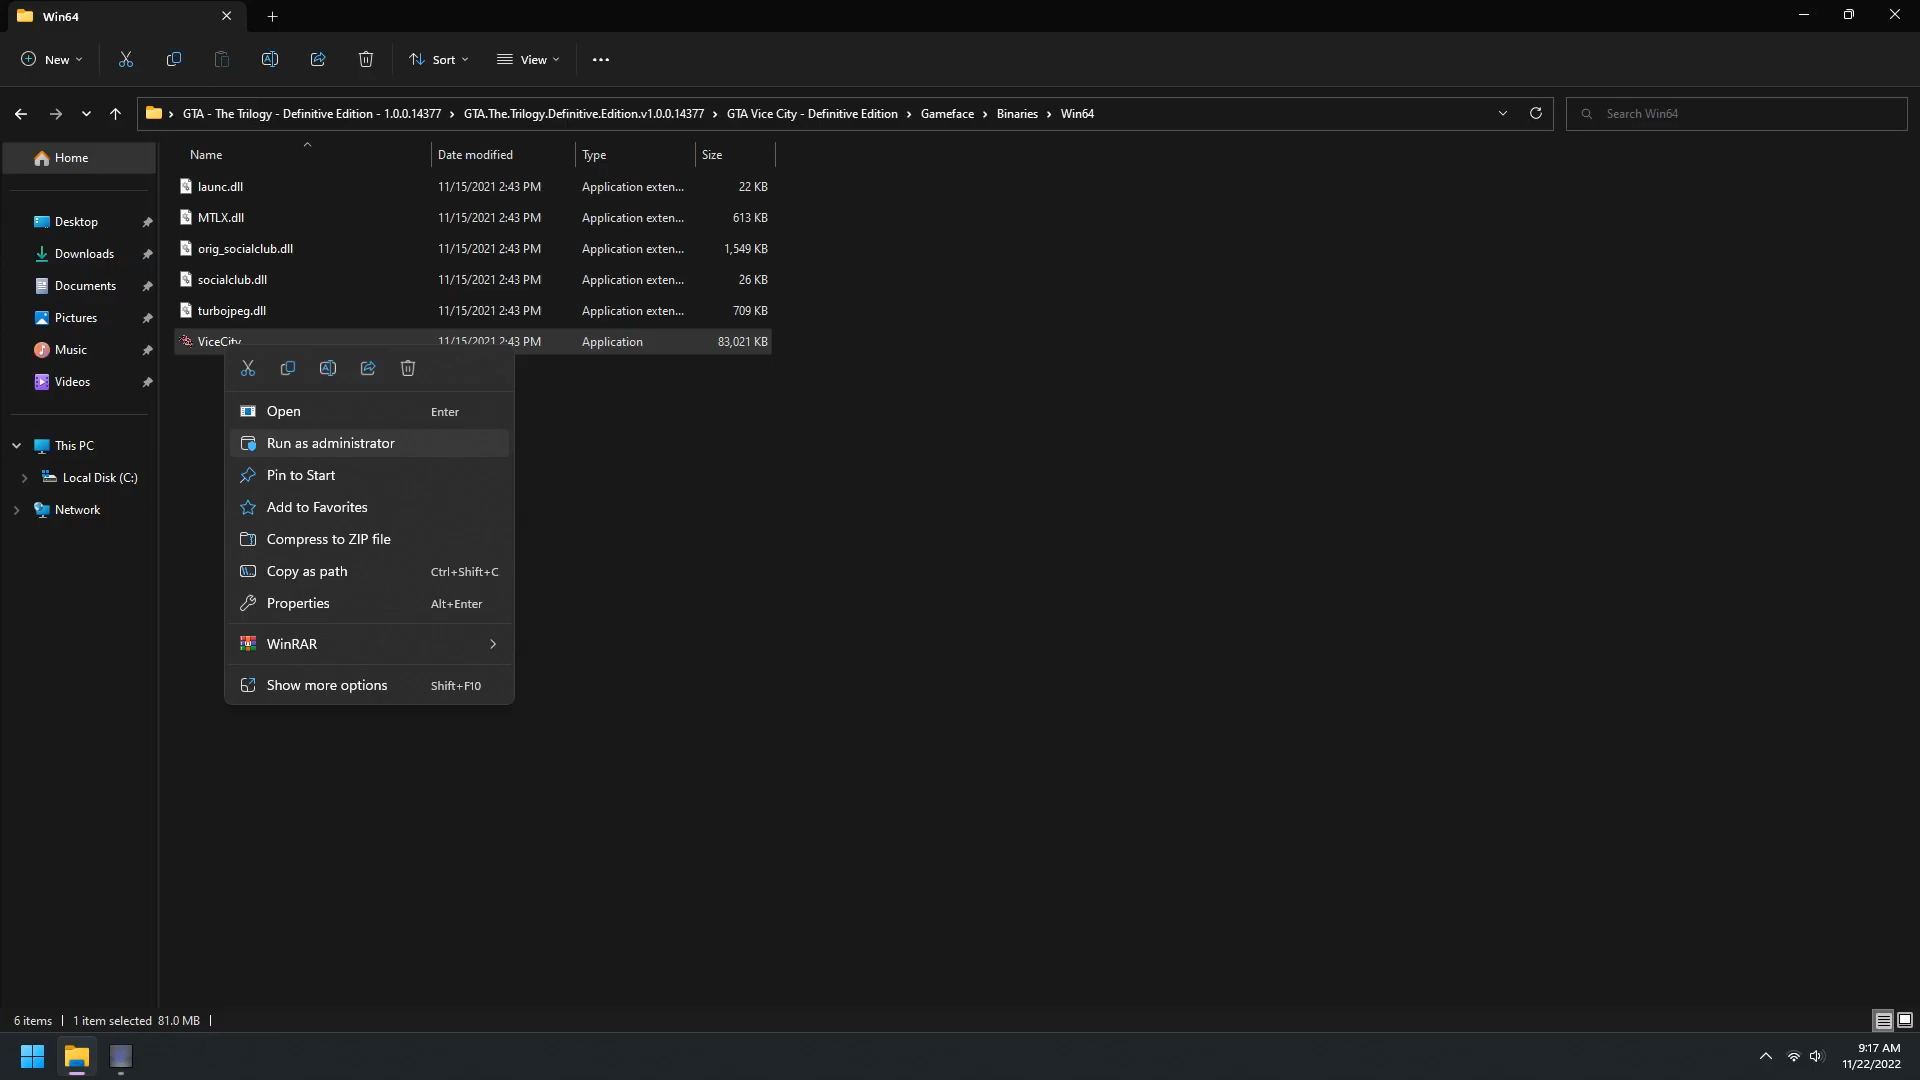 Win64
New
Sort
View
GTA - The Trilogy - Definitive Edition - 1.0.0.14377 > GTA.The.Trilogy.Definitive.Edition.v1.0.0.14377 > GTA Vice City - Definitive Edition > Gameface > Binaries > Win64
Search Win64
Home
Desktop
Downloads
Documents
Pictures
Music
Videos
This PC
Local Disk (C:)
Network
Name Date modified Type Size
launc.dll 11/15/2021 2:43 PM Application exten... 22 KB
MTLX.dll 11/15/2021 2:43 PM Application exten... 613 KB
orig_socialclub.dll 11/15/2021 2:43 PM Application exten... 1,549 KB
socialclub.dll 11/15/2021 2:43 PM Application exten... 26 KB
turbojpeg.dll 11/15/2021 2:43 PM Application exten... 709 KB
ViceCity 11/15/2021 2:43 PM Application 83,021 KB
Open Enter
Run as administrator
Pin to Start
Add to Favorites
Compress to ZIP file
Copy as path Ctrl+Shift+C
Properties Alt+Enter
WinRAR
Show more options Shift+F10
6 items | 1 item selected 81.0 MB |
9:17 AM
11/22/2022